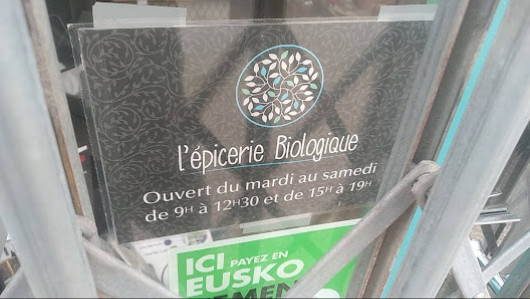 l'épicerie Biologique
Ouvert du mardi au samedi
de 9H à 12H30 et de 15H à 19H
ICI PAYEZ EN
EUSKO